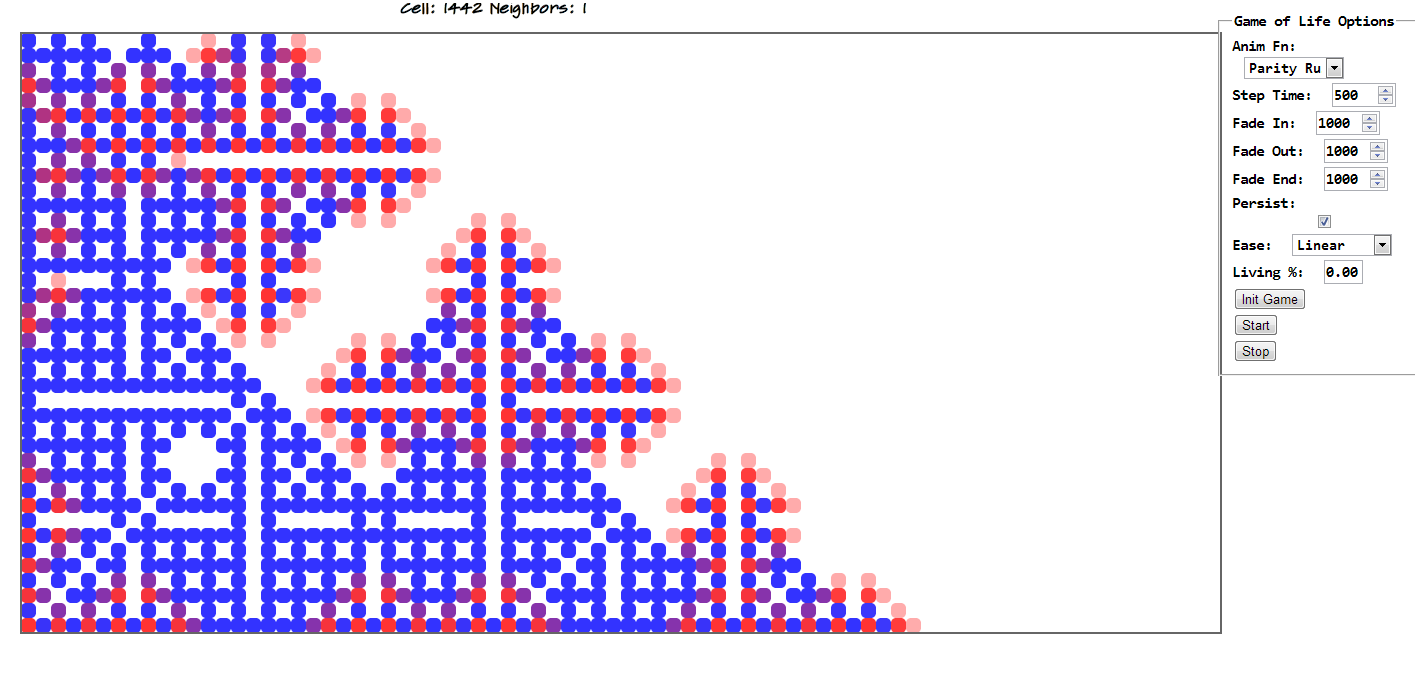 Cell: 1442 Neighbors: 1
Game of Life Options
Anim Fn:
Parity Ru
Step Time: 500
Fade In: 1000
Fade Out: 1000
Fade End: 1000
Persist:
Ease: Linear
Living %: 0.00
Init Game
Start
Stop